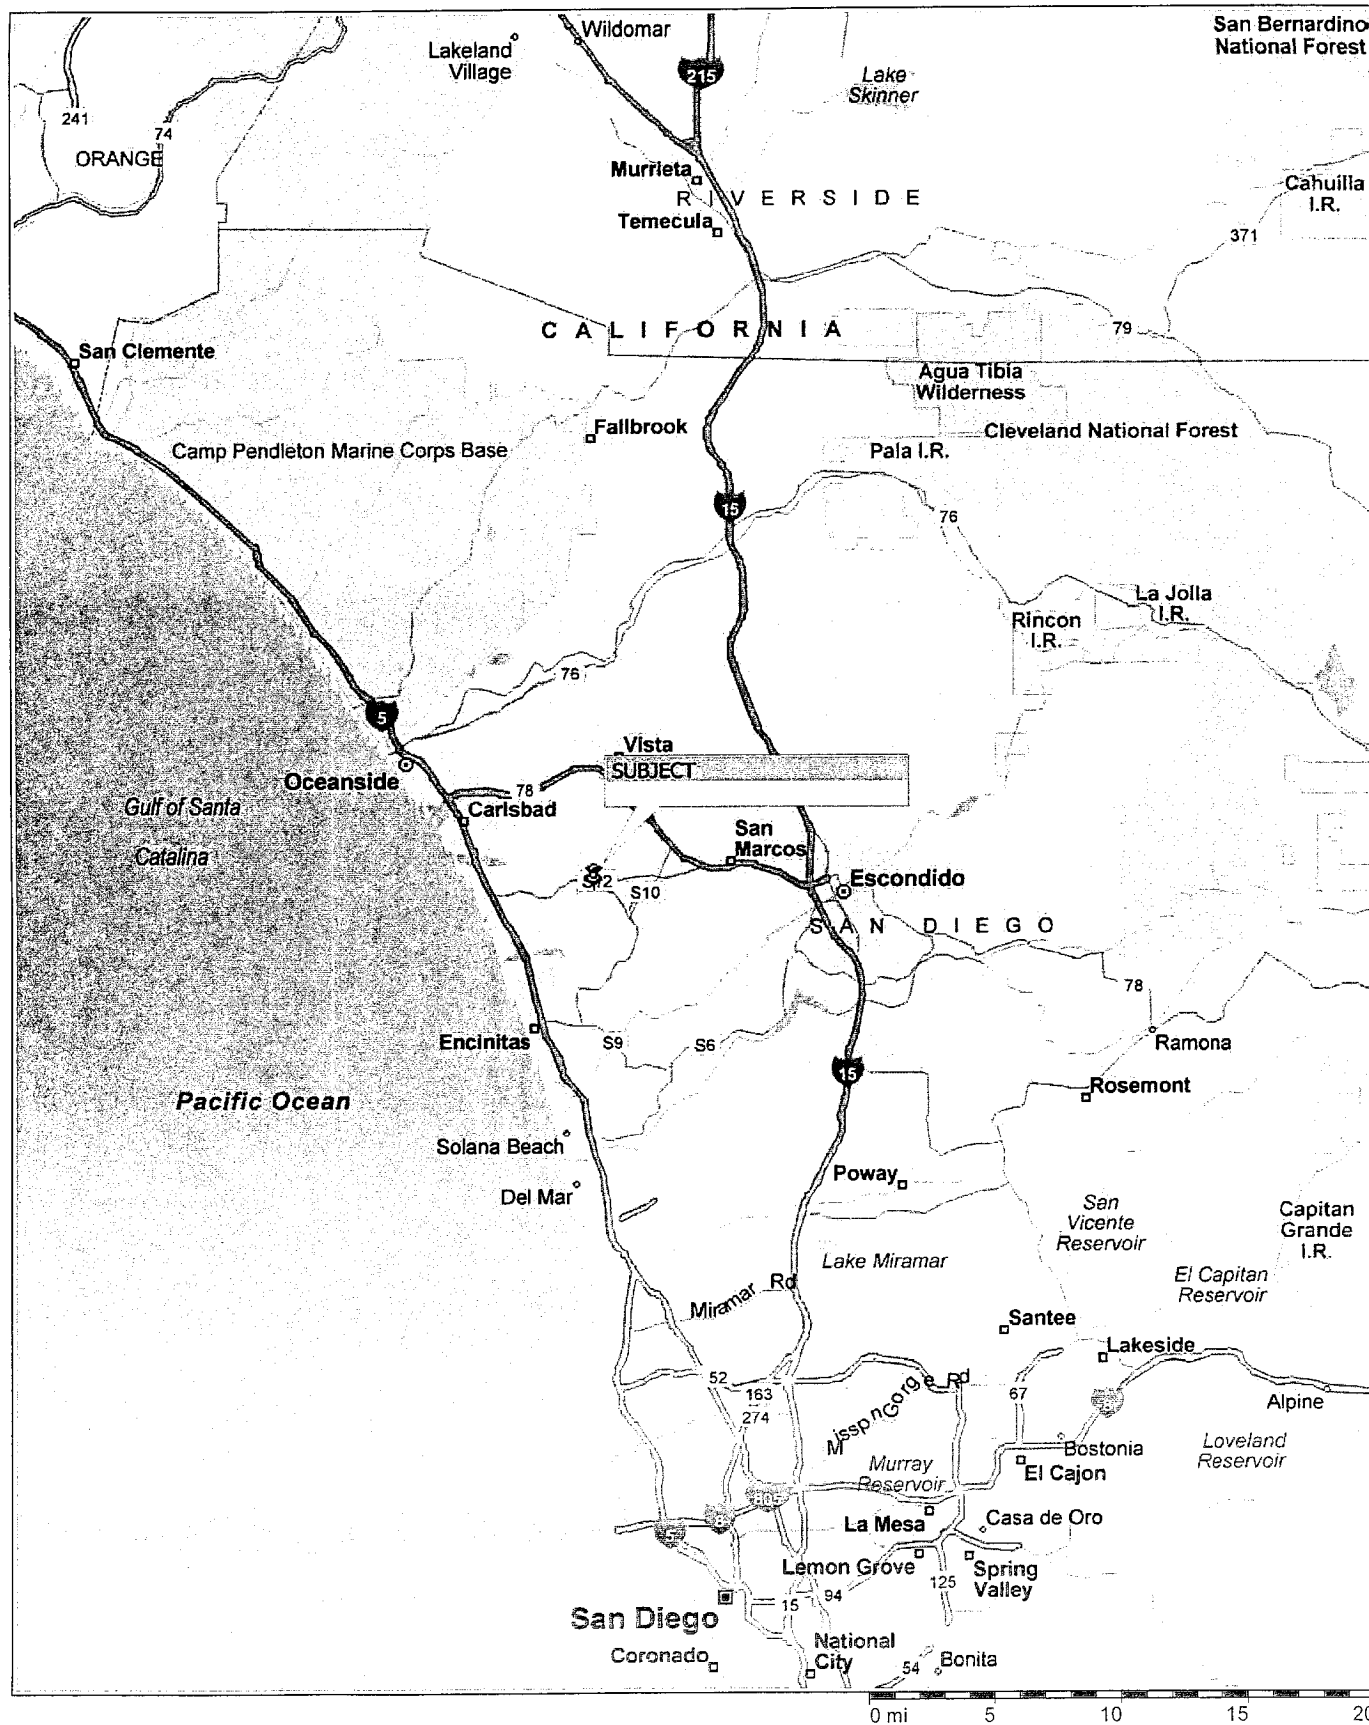 San Bernardino
National Forest
Wildomar
Lakeland
Village
215
Lake
Skinner
241
74
ORANGE
Murrieta
RIVERSIDE
Cahuilla
I.R.
Temecula
371
CALIFORNIA
79
San Clemente
Agua Tibia
Wilderness
Fallbrook
Cleveland National Forest
Camp Pendleton Marine Corps Base
Pala I.R.
15
76
La Jolla
I.R.
Rincon
I.R.
76
5
Vista
SUBJECT
Oceanside
78
Carlsbad
Gulf of Santa
Catalina
San
Marcos
S12
S10
Escondido
SAN DIEGO
78
Encinitas
S9
S6
Ramona
15
Rosemont
Pacific Ocean
Solana Beach
Poway
Del Mar
San
Vicente
Reservoir
Capitan
Grande
I.R.
Lake Miramar
El Capitan
Reservoir
Miramar Rd
Santee
Lakeside
52
163
274
67
8
Alpine
Bostonia
Murray
Reservoir
El Cajon
Loveland
Reservoir
805
8
5
La Mesa
Casa de Oro
Lemon Grove
Spring
Valley
125
94
15
San Diego
Coronado
National
City
54
Bonita
0 mi 5 10 15